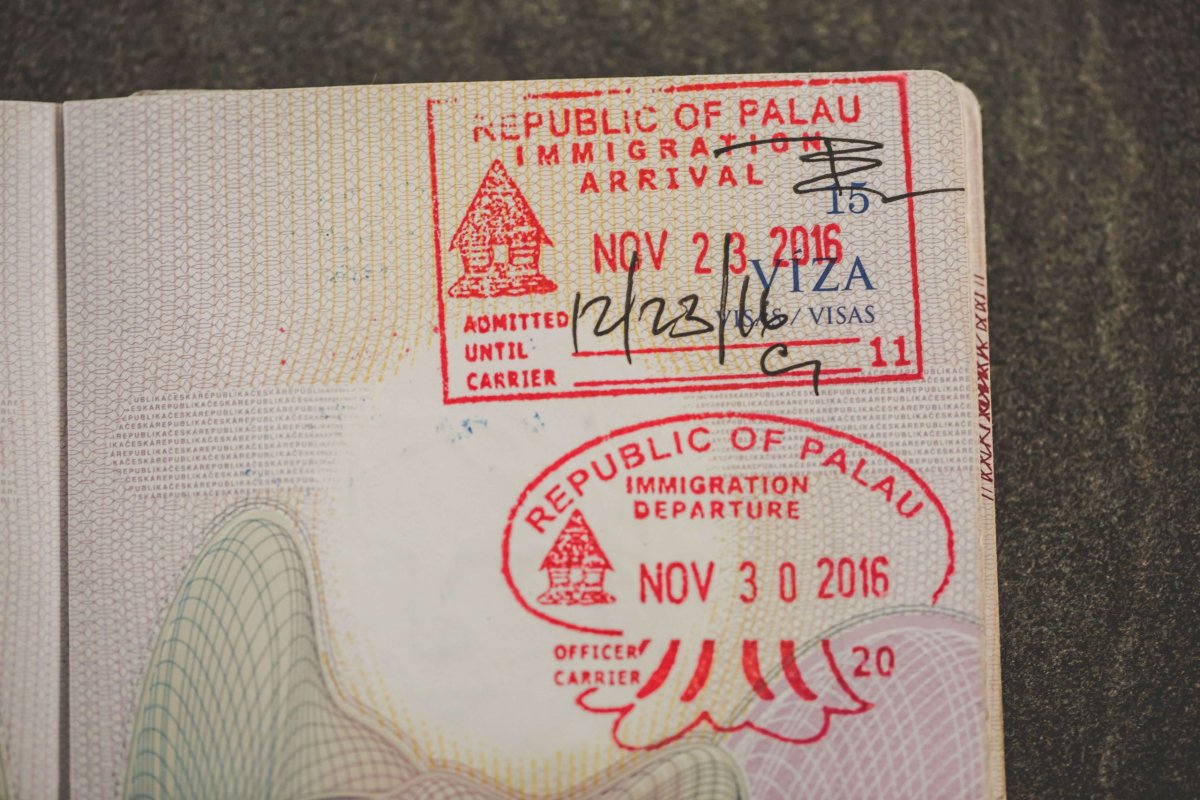 REPUBLIC OF PALAU
IMMIGRATION
ARRIVAL
15
NOV 23 2016
VÍZA
VISAS / VISAS
ADMITTED
UNTIL
12/23/16
CARRIER
11
REPUBLIC OF PALAU
IMMIGRATION
DEPARTURE
NOV 30 2016
OFFICER
CARRIER
20